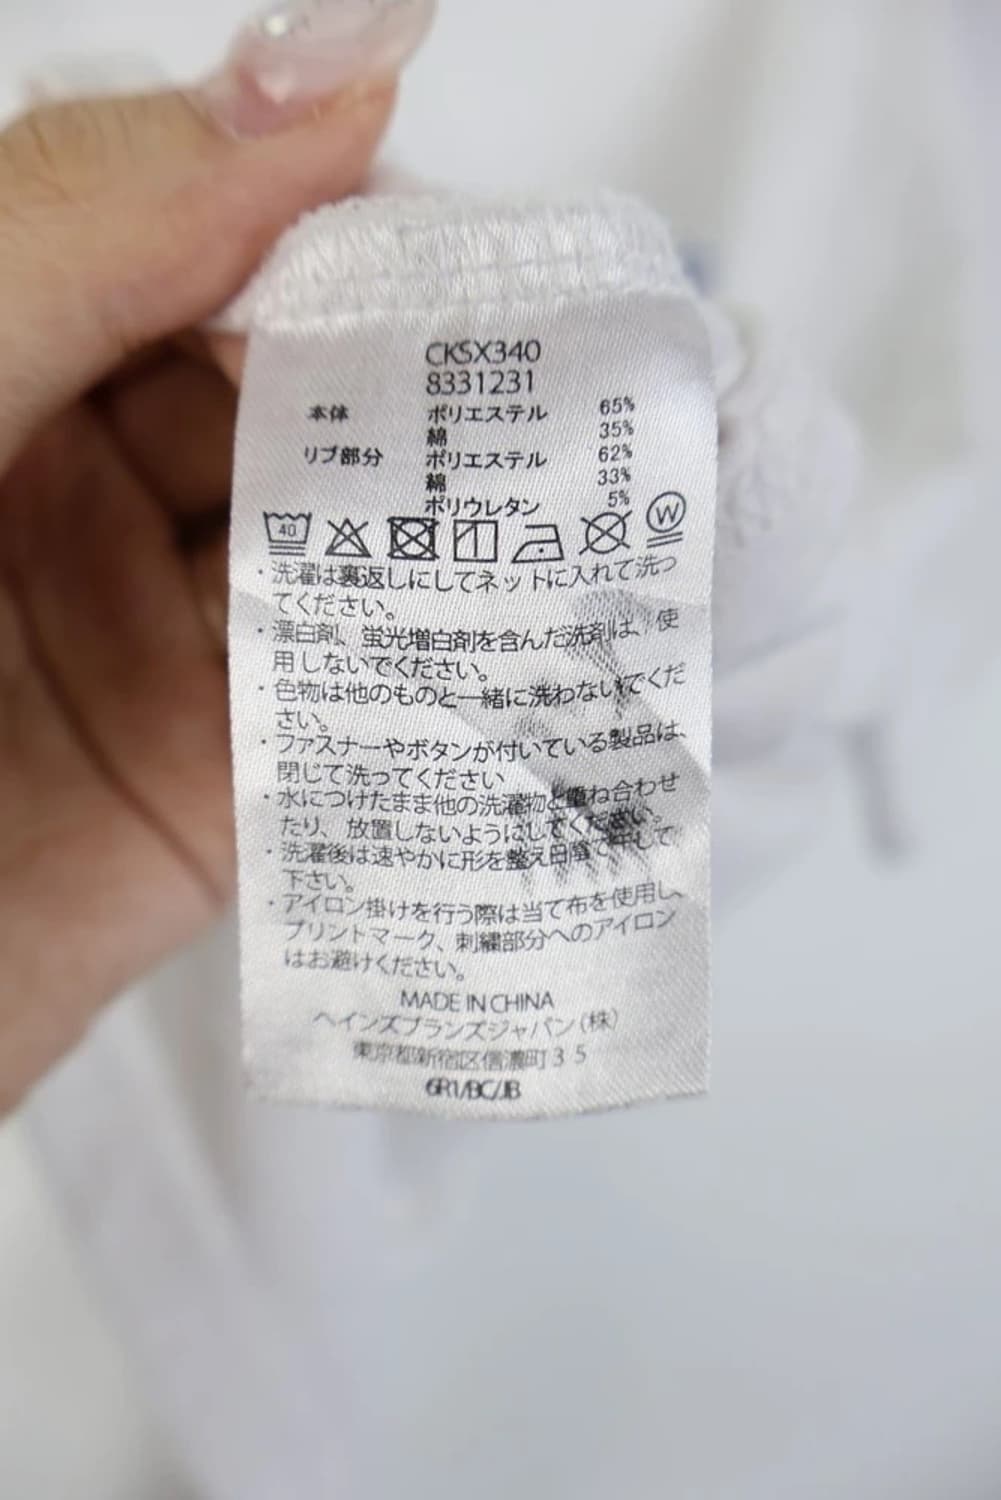 CKSX340
8331231
本体 ポリエステル 65%
綿 35%
リブ部分 ポリエステル 62%
綿 33%
ポリウレタン 5%
40 W
・洗濯は裏返しにしてネットに入れて洗っ
てください。
・漂白剤、蛍光増白剤を含んだ洗剤は、使
用しないでください。
・色物は他のものと一緒に洗わないでくだ
さい。
・ファスナーやボタンが付いている製品は、
閉じて洗ってください
・水につけたまま他の洗濯物と重ね合わせ
たり、放置しないようにしてください。
・洗濯後は速やかに形を整え日陰で干して
下さい。
・アイロン掛けを行う際は当て布を使用し、
プリントマーク、刺繍部分へのアイロン
はお避けください。
MADE IN CHINA
ヘインズブランズジャパン(株)
東京都新宿区信濃町35
6R1/BC/JB